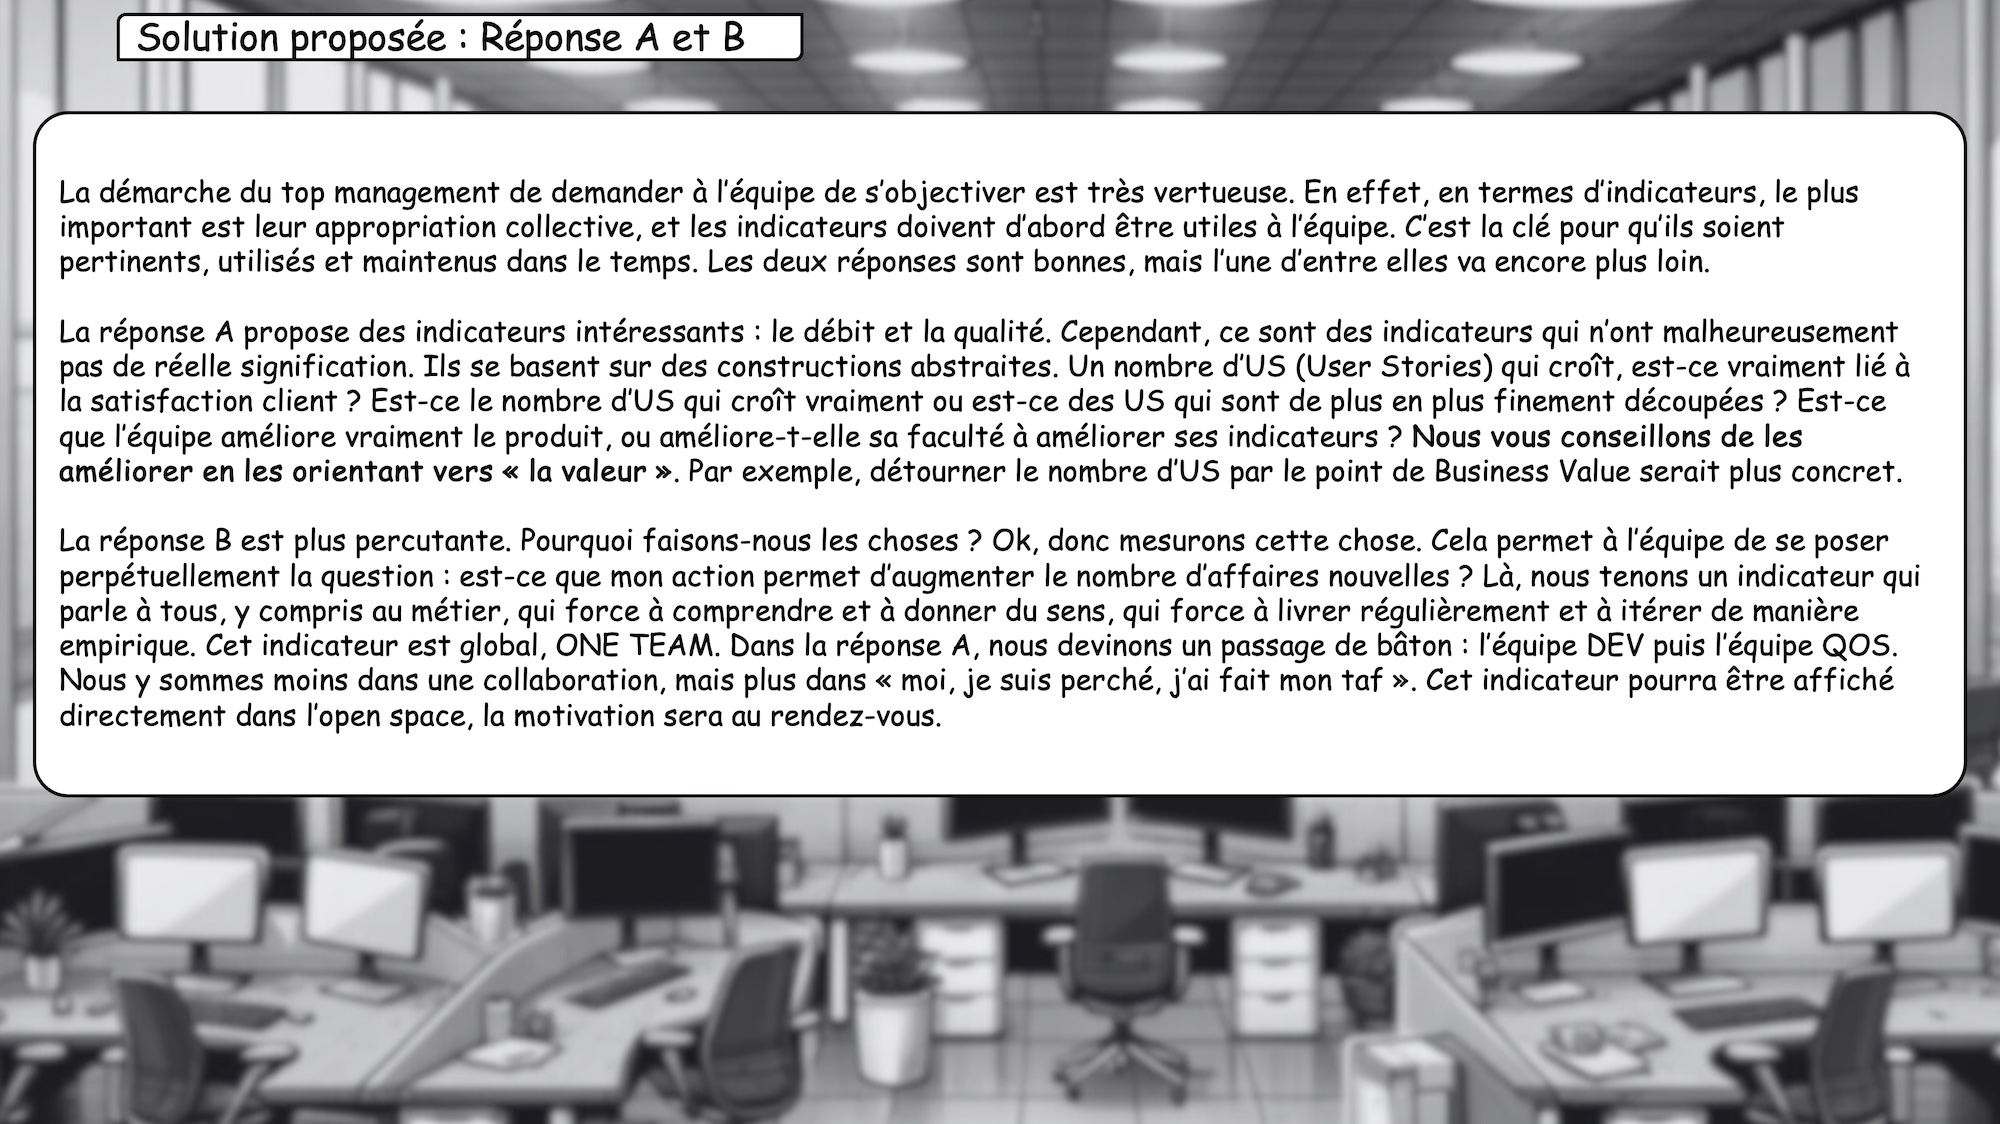 Solution proposée : Réponse A et B
La démarche du top management de demander à l'équipe de s'objectiver est très vertueuse. En effet, en termes d'indicateurs, le plus
important est leur appropriation collective, et les indicateurs doivent d'abord être utiles à l'équipe. C'est la clé pour qu'ils soient
pertinents, utilisés et maintenus dans le temps. Les deux réponses sont bonnes, mais l'une d'entre elles va encore plus loin.
La réponse A propose des indicateurs intéressants : le débit et la qualité. Cependant, ce sont des indicateurs qui n'ont malheureusement
pas de réelle signification. Ils se basent sur des constructions abstraites. Un nombre d'US (User Stories) qui croît, est-ce vraiment lié à
la satisfaction client ? Est-ce le nombre d'US qui croît vraiment ou est-ce des US qui sont de plus en plus finement découpées ? Est-ce
que l'équipe améliore vraiment le produit, ou améliore-t-elle sa faculté à améliorer ses indicateurs ? Nous vous conseillons de les
améliorer en les orientant vers « la valeur ». Par exemple, détourner le nombre d'US par le point de Business Value serait plus concret.
La réponse B est plus percutante. Pourquoi faisons-nous les choses ? Ok, donc mesurons cette chose. Cela permet à l'équipe de se poser
perpétuellement la question : est-ce que mon action permet d'augmenter le nombre d'affaires nouvelles ? Là, nous tenons un indicateur qui
parle à tous, y compris au métier, qui force à comprendre et à donner du sens, qui force à livrer régulièrement et à itérer de manière
empirique. Cet indicateur est global, ONE TEAM. Dans la réponse A, nous devinons un passage de bâton : l'équipe DEV puis l'équipe QOS.
Nous y sommes moins dans une collaboration, mais plus dans « moi, je suis perché, j'ai fait mon taf ». Cet indicateur pourra être affiché
directement dans l'open space, la motivation sera au rendez-vous.